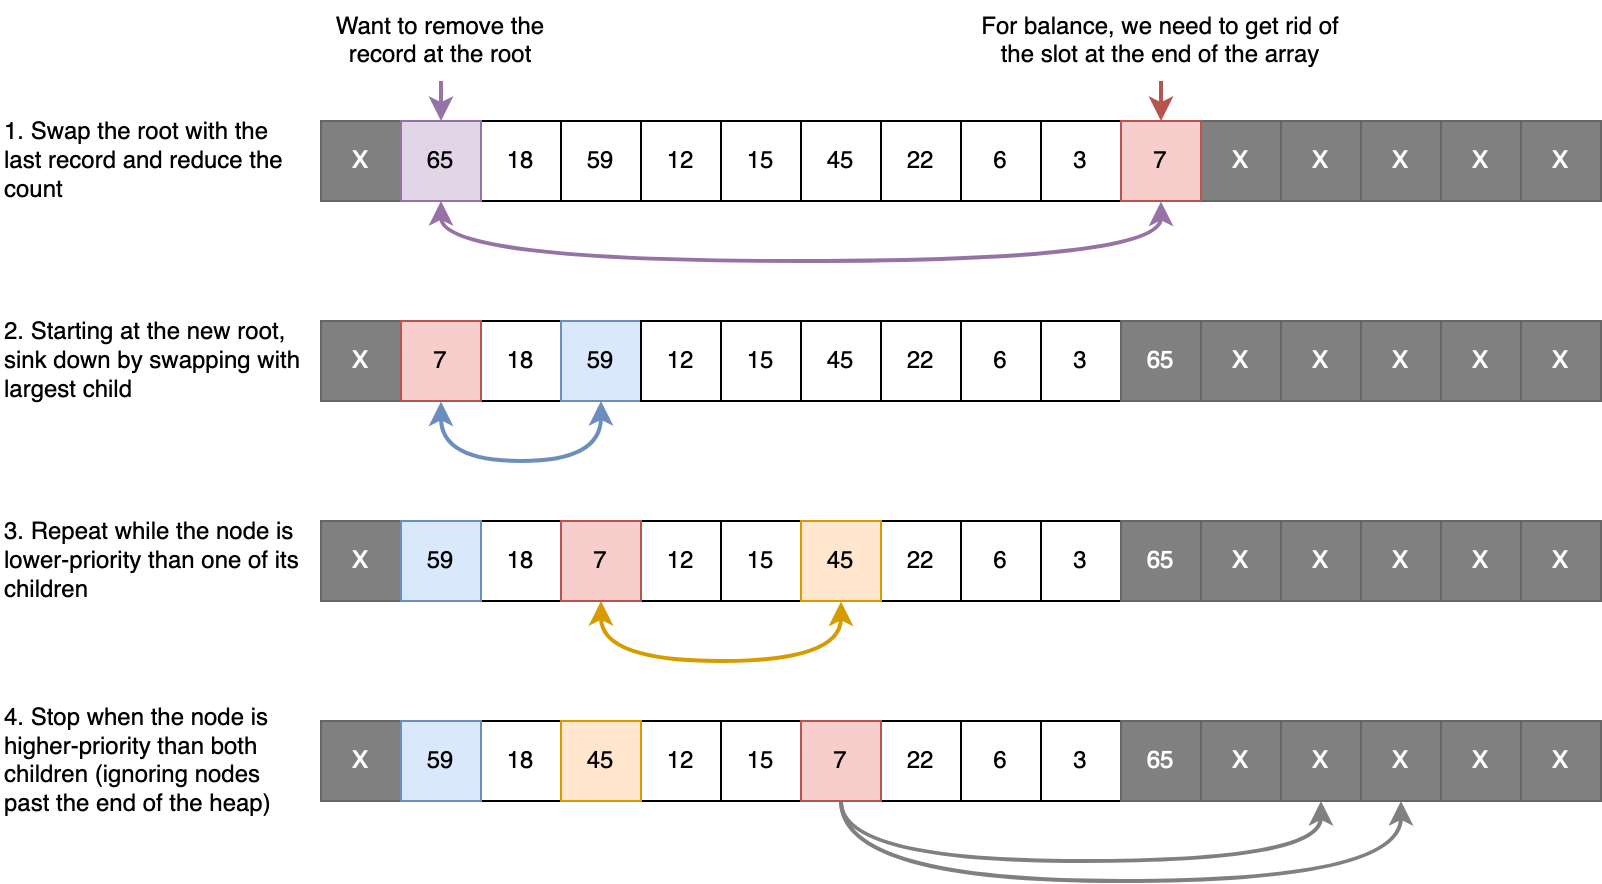 Want to remove the
record at the root
For balance, we need to get rid of
the slot at the end of the array
1. Swap the root with the
last record and reduce the
count
X 65 18 59 12 15 45 22 6 3 7 X X X X X
2. Starting at the new root,
sink down by swapping with
largest child
X 7 18 59 12 15 45 22 6 3 65 X X X X X
3. Repeat while the node is
lower-priority than one of its
children
X 59 18 7 12 15 45 22 6 3 65 X X X X X
4. Stop when the node is
higher-priority than both
children (ignoring nodes
past the end of the heap)
X 59 18 45 12 15 7 22 6 3 65 X X X X X